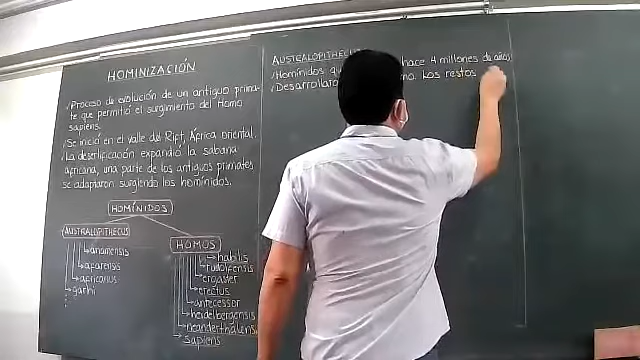 HOMINIZACIÓN
√Proceso de evolución de un antiguo prima-
te que permitió el surgimiento del Homo
sapiens.
√Se inició en el valle del Rift, África oriental.
√La desertificación expandió la sabana
africana, una parte de los antiguos primates
se adaptaron surgiendo los homínidos.
HOMÍNIDOS
AUSTRALOPITHECUS
anamensis
afarensis
africanus
garhi
HOMOS
habilis
rudolfensis
ergaster
erectus
antecessor
heidelbergensis
neanderthalensis
sapiens
AUSTRALOPITHECUS
√Homínidos hace 4 millones de años
√Desarrollaro Los restos